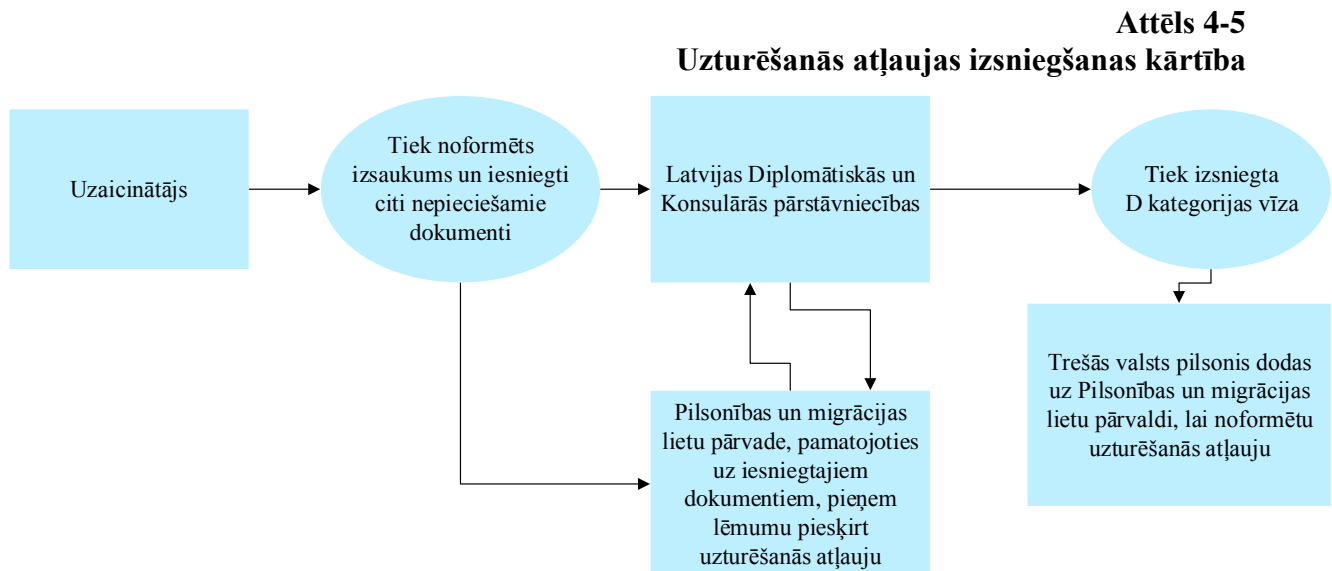 Attēls 4-5
Uzturēšanās atļaujas izsniegšanas kārtība
Uzaicinātājs
Tiek noformēts
izsaukums un iesniegti
citi nepieciešamie
dokumenti
Latvijas Diplomātiskās un
Konsulārās pārstāvniecības
Tiek izsniegta
D kategorijas vīza
Pilsonības un migrācijas
lietu pārvade, pamatojoties
uz iesniegtajiem
dokumentiem, pieņem
lēmumu piesķirt
uzturēšanās atļauju
Trešās valsts pilsonis dodas
uz Pilsonības un migrācijas
lietu pārvaldi, lai noformētu
uzturēšanās atļauju